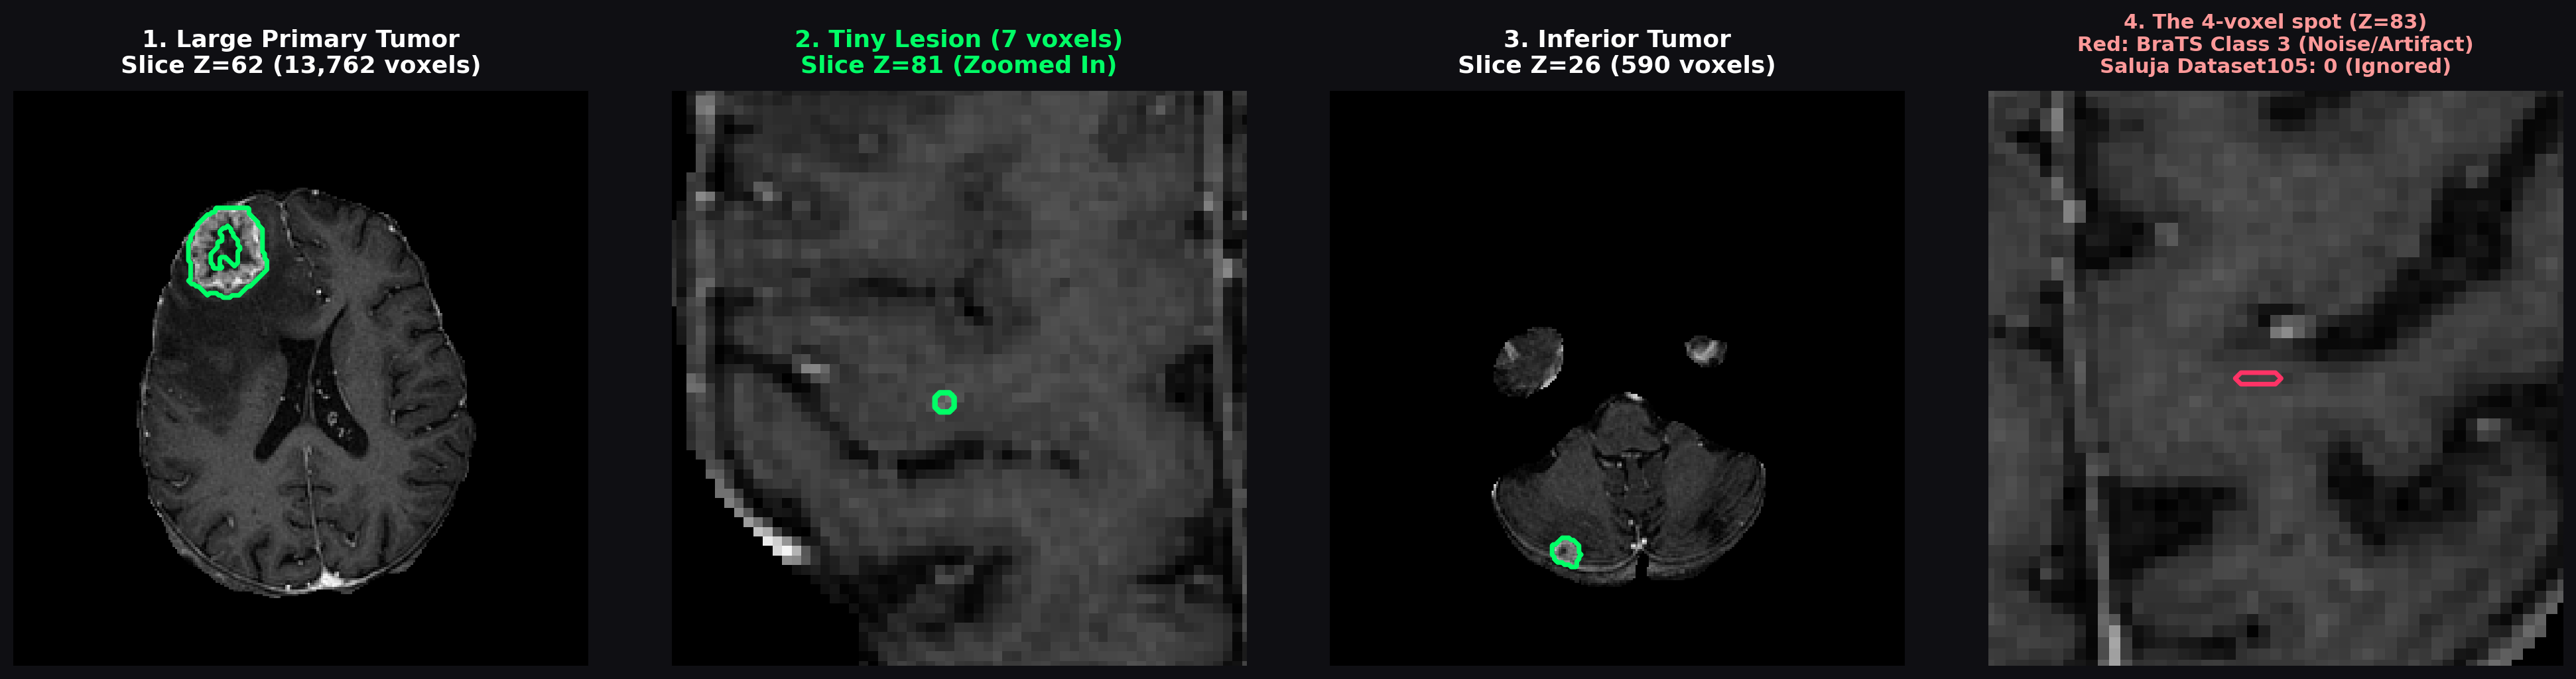 1. Large Primary Tumor
Slice Z=62 (13,762 voxels)
2. Tiny Lesion (7 voxels)
Slice Z=81 (Zoomed In)
3. Inferior Tumor
Slice Z=26 (590 voxels)
4. The 4-voxel spot (Z=83)
Red: BraTS Class 3 (Noise/Artifact)
Saluja Dataset105: 0 (Ignored)